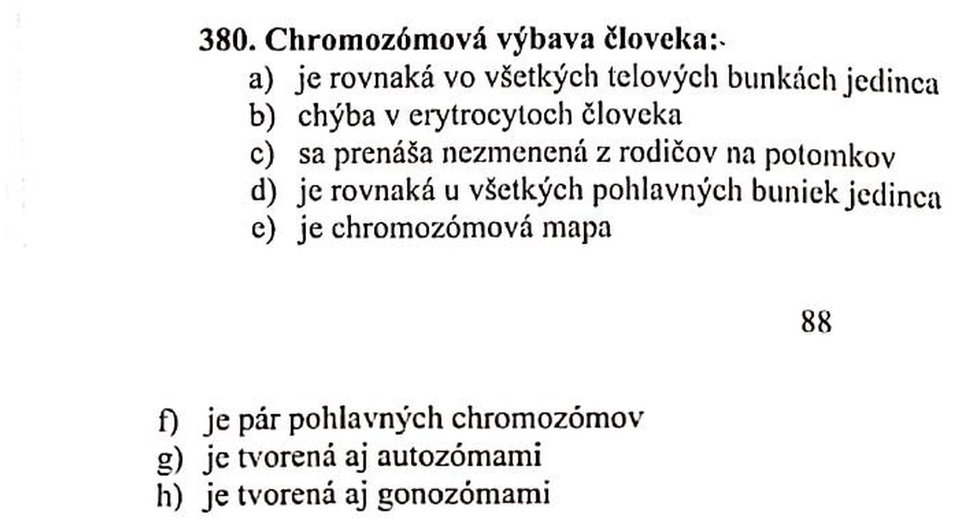 380. Chromozómová výbava človeka:
a) je rovnaká vo všetkých telových bunkách jedinca
b) chýba v erytrocytoch človeka
c) sa prenáša nezmenená z rodičov na potomkov
d) je rovnaká u všetkých pohlavných buniek jedinca
e) je chromozómová mapa
88
f) je pár pohlavných chromozómov
g) je tvorená aj autozómami
h) je tvorená aj gonozómami